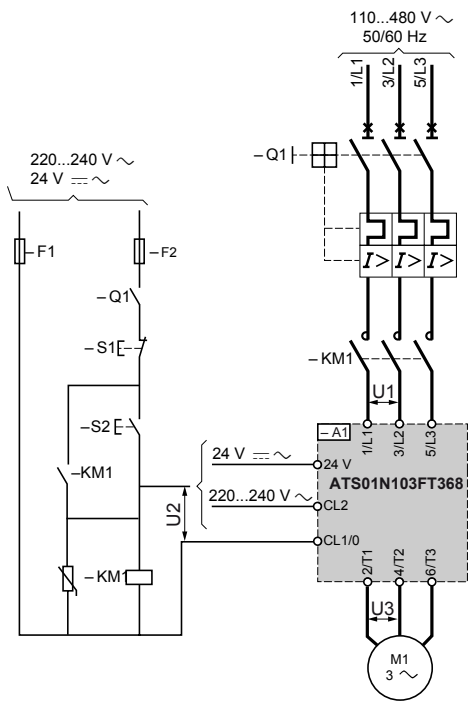 110...480 V ~
50/60 Hz
1/L1
3/L2
5/L3
–Q1
220...240 V ~
24 V ⎓ ~
–F1
–F2
–Q1
I >
I >
I >
–S1
–KM1
U1
–S2
–A1
1/L1
3/L2
5/L3
24 V ⎓ ~
24 V
ATS01N103FT368
–KM1
220...240 V ~
CL2
U2
CL1/0
2/T1
4/T2
6/T3
–KM1
U3
M1
3 ~